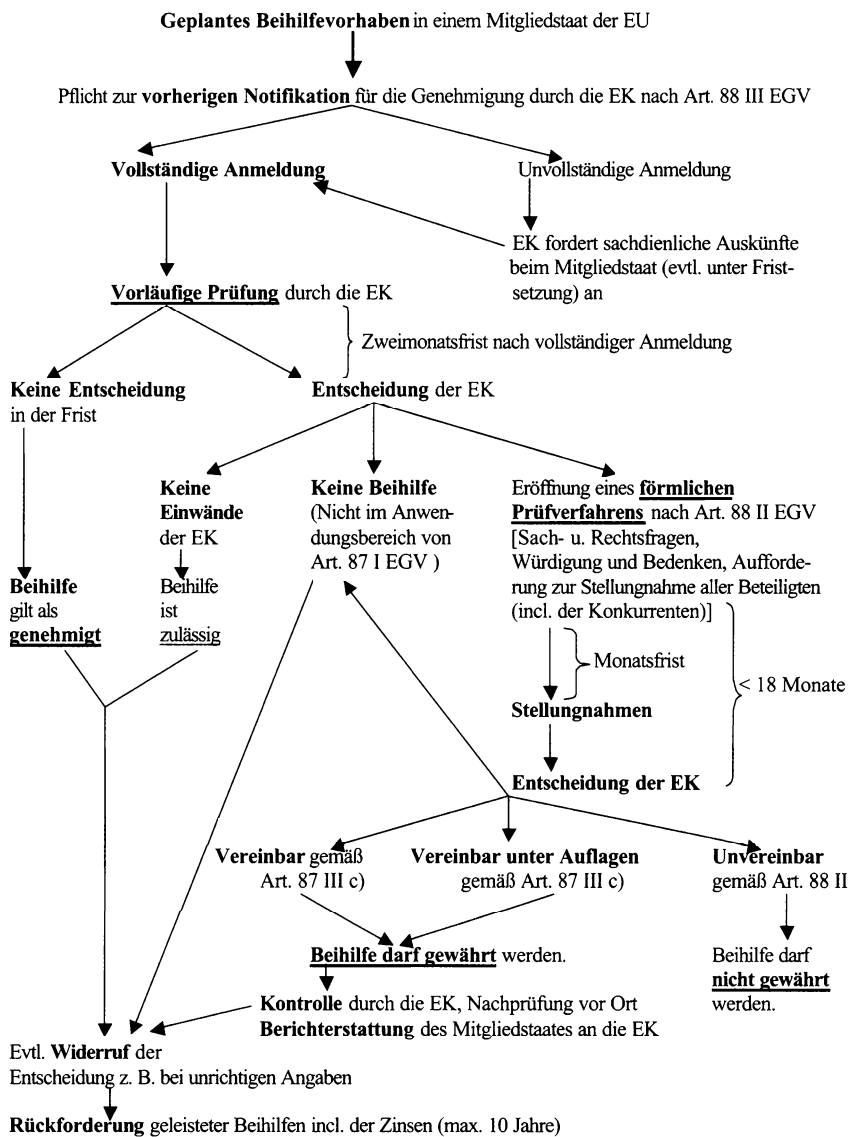 Geplantes Beihilfevorhaben in einem Mitgliedstaat der EU
Pflicht zur vorherigen Notifikation für die Genehmigung durch die EK nach Art. 88 III EGV
Vollständige Anmeldung
Unvollständige Anmeldung
EK fordert sachdienliche Auskünfte
beim Mitgliedstaat (evtl. unter Frist-
setzung) an
Vorläufige Prüfung durch die EK
Zweimonatsfrist nach vollständiger Anmeldung
Keine Entscheidung
in der Frist
Entscheidung der EK
Keine
Einwände
der EK
Keine Beihilfe
(Nicht im Anwen-
dungsbereich von
Art. 87 I EGV )
Eröffnung eines förmlichen
Prüfverfahrens nach Art. 88 II EGV
[Sach- u. Rechtsfragen,
Würdigung und Bedenken, Aufforde-
rung zur Stellungnahme aller Beteiligten
(incl. der Konkurrenten)]
Beihilfe
gilt als
genehmigt
Beihilfe
ist
zulässig
Monatsfrist
< 18 Monate
Stellungnahmen
Entscheidung der EK
Vereinbar gemäß
Art. 87 III c)
Vereinbar unter Auflagen
gemäß Art. 87 III c)
Unvereinbar
gemäß Art. 88 II
Beihilfe darf gewährt werden.
Beihilfe darf
nicht gewährt
werden.
Kontrolle durch die EK, Nachprüfung vor Ort
Berichterstattung des Mitgliedstaates an die EK
Evtl. Widerruf der
Entscheidung z. B. bei unrichtigen Angaben
Rückforderung geleisteter Beihilfen incl. der Zinsen (max. 10 Jahre)